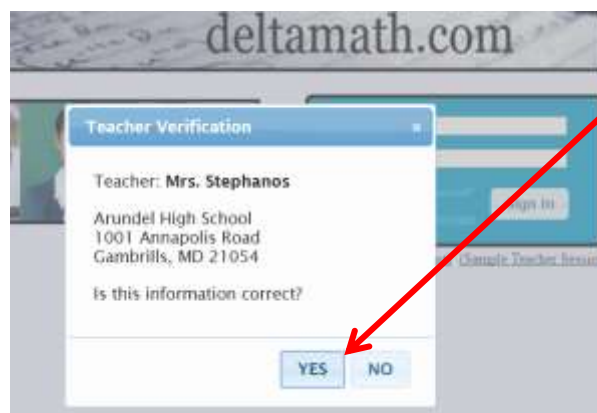 deltamath.com
Teacher Verification
Teacher: Mrs. Stephanos
Arundel High School
1001 Annapolis Road
Gambrills, MD 21054
Is this information correct?
YES NO
Sign in
(Sample Teacher